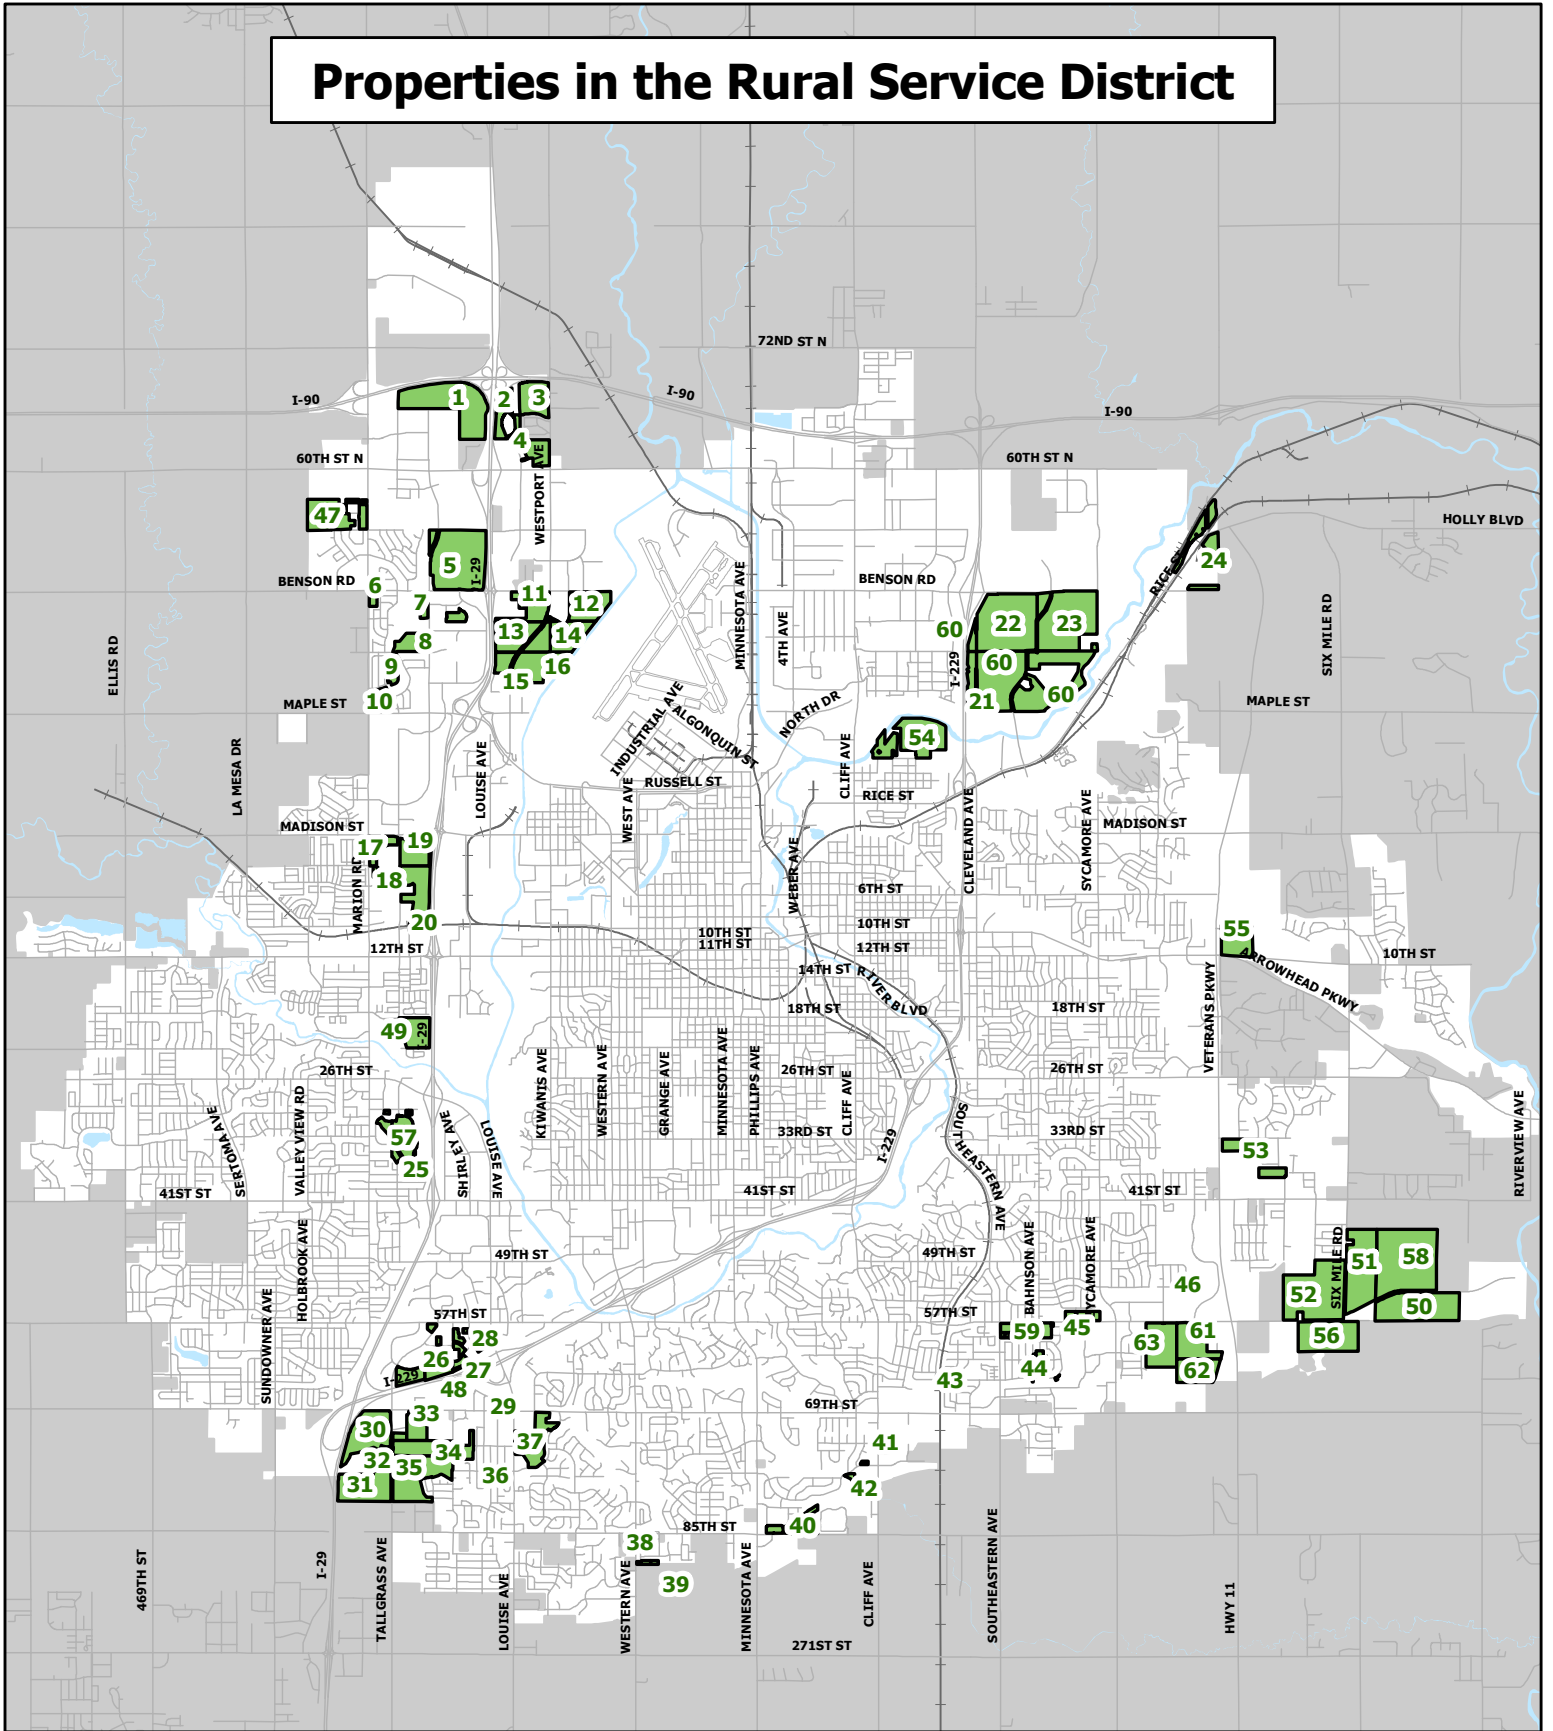 Properties in the Rural Service District
72ND ST N
I-90
I-90
I-90
1
2
3
4
60TH ST N
60TH ST N
WESTPORT AVE
47
HOLLY BLVD
5
I-29
24
RICE ST
BENSON RD
BENSON RD
6
7
11
12
MINNESOTA AVE
4TH AVE
60
22
23
SIX MILE RD
ELLIS RD
8
13
14
9
16
15
10
I-229
60
21
60
MAPLE ST
MAPLE ST
INDUSTRIAL AVE
ALGONQUIN ST
NORTH DR
LA MESA DR
LOUISE AVE
54
CLIFF AVE
RUSSELL ST
RICE ST
WEST AVE
CLEVELAND AVE
SYCAMORE AVE
MADISON ST
MADISON ST
17
19
18
MARION RD
20
WEBER AVE
6TH ST
10TH ST
10TH ST
11TH ST
12TH ST
12TH ST
55
10TH ST
ARROWHEAD PKWY
14TH ST
RIVER BLVD
18TH ST
18TH ST
VETERANS PKWY
49
I-29
26TH ST
26TH ST
26TH ST
KIWANIS AVE
WESTERN AVE
GRANGE AVE
MINNESOTA AVE
PHILLIPS AVE
CLIFF AVE
SERTOMA AVE
VALLEY VIEW RD
SHIRLEY AVE
LOUISE AVE
57
25
33RD ST
33RD ST
I-229
SOUTHEASTERN AVE
53
RIVERVIEW AVE
41ST ST
41ST ST
41ST ST
HOLBROOK AVE
49TH ST
49TH ST
BAHNSON AVE
SYCAMORE AVE
SIX MILE RD
51
58
46
52
50
SUNDOWNER AVE
57TH ST
57TH ST
28
26
27
I-229
48
59
45
44
63
61
62
56
43
29
69TH ST
30
33
37
34
32
35
31
36
41
42
40
85TH ST
38
39
469TH ST
I-29
TALLGRASS AVE
LOUISE AVE
WESTERN AVE
MINNESOTA AVE
CLIFF AVE
SOUTHEASTERN AVE
HWY 11
271ST ST